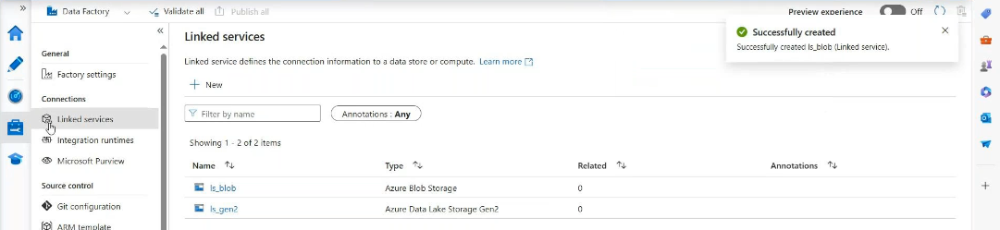 Data Factory
Validate all
Publish all
Preview experience
Off
General
Factory settings
Connections
Linked services
Integration runtimes
Microsoft Purview
Source control
Git configuration
ARM template
Linked services
Linked service defines the connection information to a data store or compute. Learn more
New
Filter by name
Annotations : Any
Showing 1 - 2 of 2 items
Name Type Related Annotations
ls_blob Azure Blob Storage 0
ls_gen2 Azure Data Lake Storage Gen2 0
Successfully created
Successfully created ls_blob (Linked service).